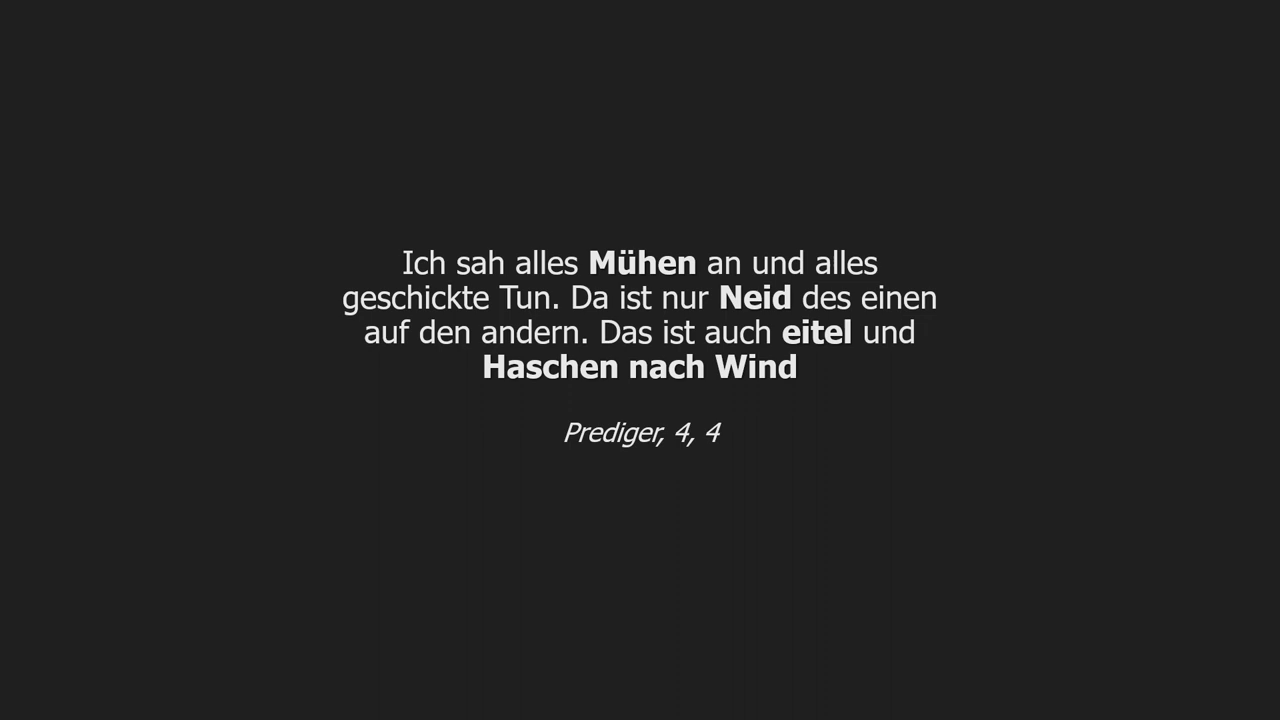 Ich sah alles Mühen an und alles
geschickte Tun. Da ist nur Neid des einen
auf den andern. Das ist auch eitel und
Haschen nach Wind
Prediger, 4, 4